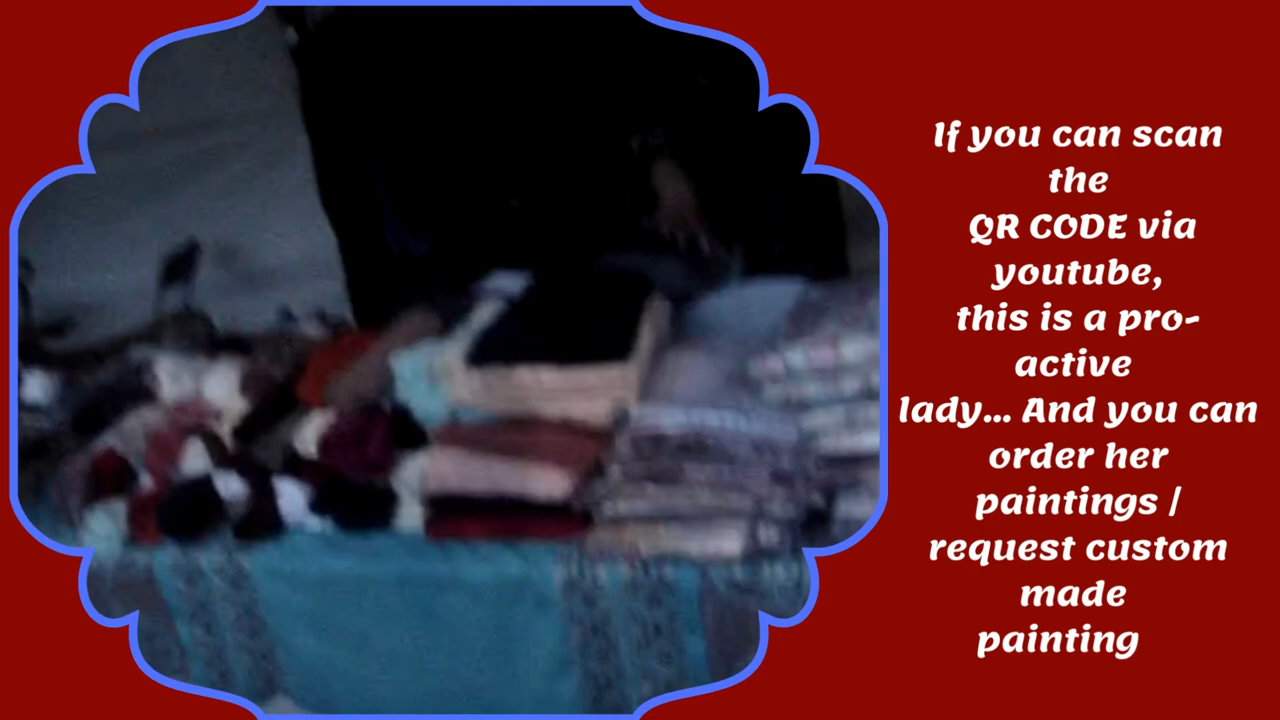 If you can scan
the
QR CODE via
youtube,
this is a pro-
active
lady... And you can
order her
paintings /
request custom
made
painting